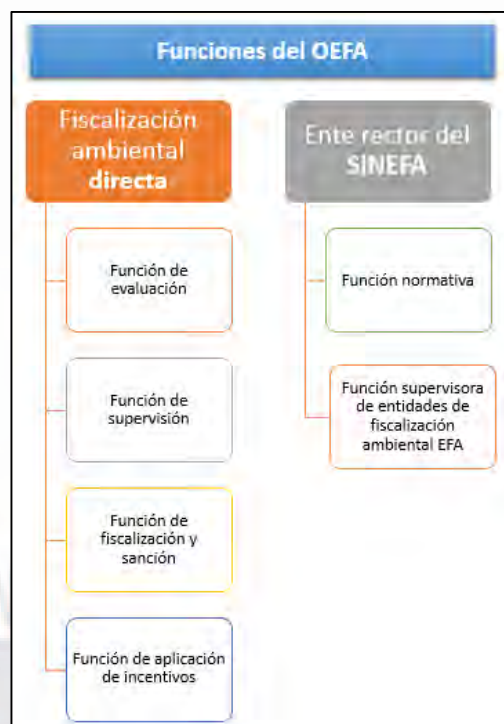 Funciones del OEFA
Fiscalización
ambiental
directa
Función de
evaluación
Función de
supervisión
Función de
fiscalización y
sanción
Función de aplicación
de incentivos
Ente rector del
SINEFA
Función normativa
Función supervisora
de entidades de
fiscalización
ambiental EFA